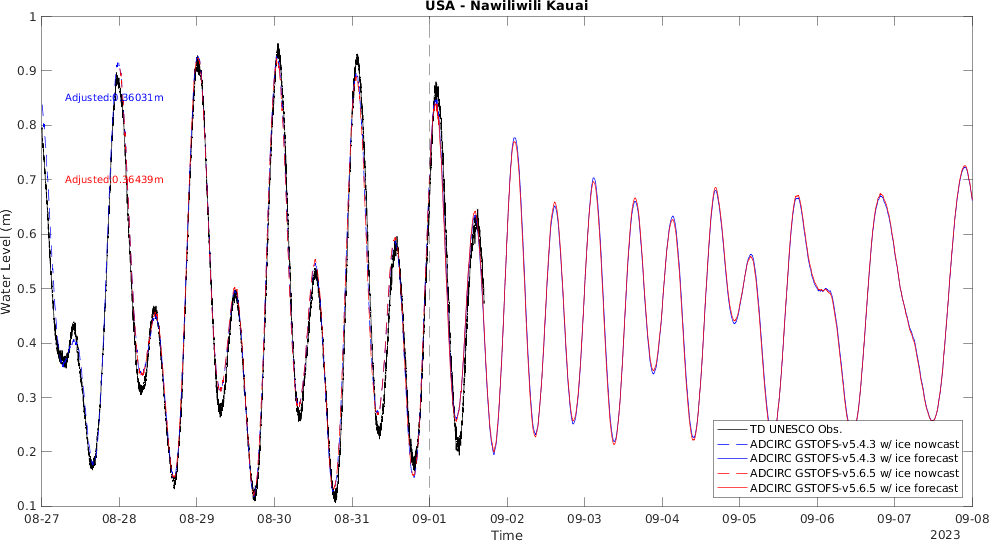 USA - Nawiliwili Kauai
Water Level (m)
1
0.9
0.8
0.7
0.6
0.5
0.4
0.3
0.2
0.1
Adjusted:0.36031m
Adjusted:0.36439m
TD UNESCO Obs.
ADCIRC GSTOFS-v5.4.3 w/ ice nowcast
ADCIRC GSTOFS-v5.4.3 w/ ice forecast
ADCIRC GSTOFS-v5.6.5 w/ ice nowcast
ADCIRC GSTOFS-v5.6.5 w/ ice forecast
08-27 08-28 08-29 08-30 08-31 09-01 09-02 09-03 09-04 09-05 09-06 09-07 09-08
Time
2023